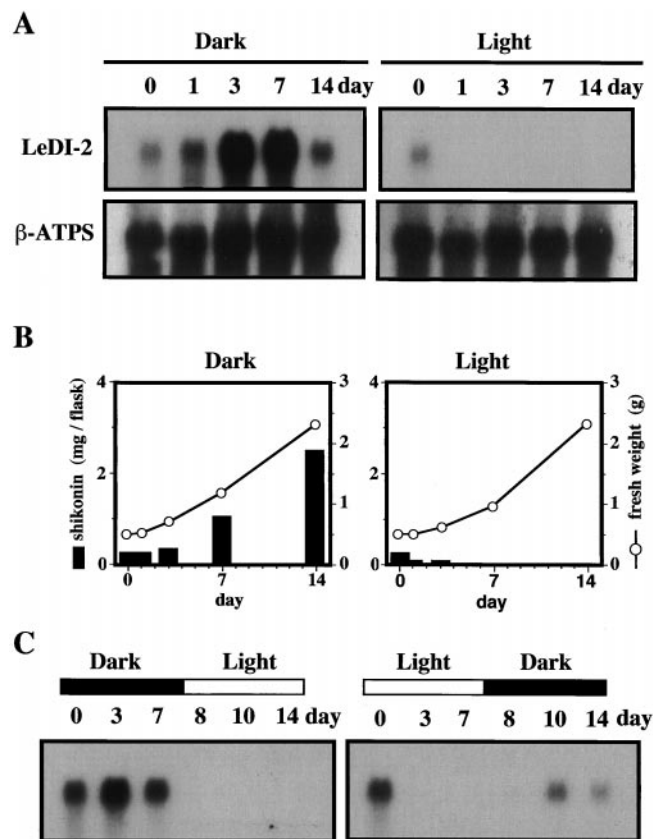 A
Dark Light
0 1 3 7 14 day 0 1 3 7 14 day
LeDI-2
β-ATPS
B
Dark Light
shikonin (mg / flask)
4 3 4 3
2 2
2 2
1 1
0 0 0 0
0 7 14 0 7 14
day day
fresh weight (g)
C
Dark Light Light Dark
0 3 7 8 10 14 day 0 3 7 8 10 14 day